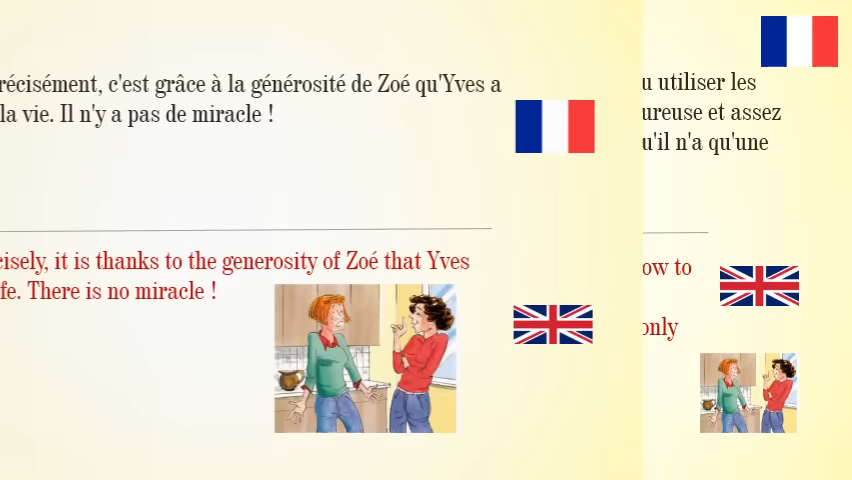 récisément, c'est grâce à la générosité de Zoé qu'Yves a
la vie. Il n'y a pas de miracle !
cisely, it is thanks to the generosity of Zoé that Yves
fe. There is no miracle !
u utiliser les
ureuse et assez
u'il n'a qu'une
ow to
only